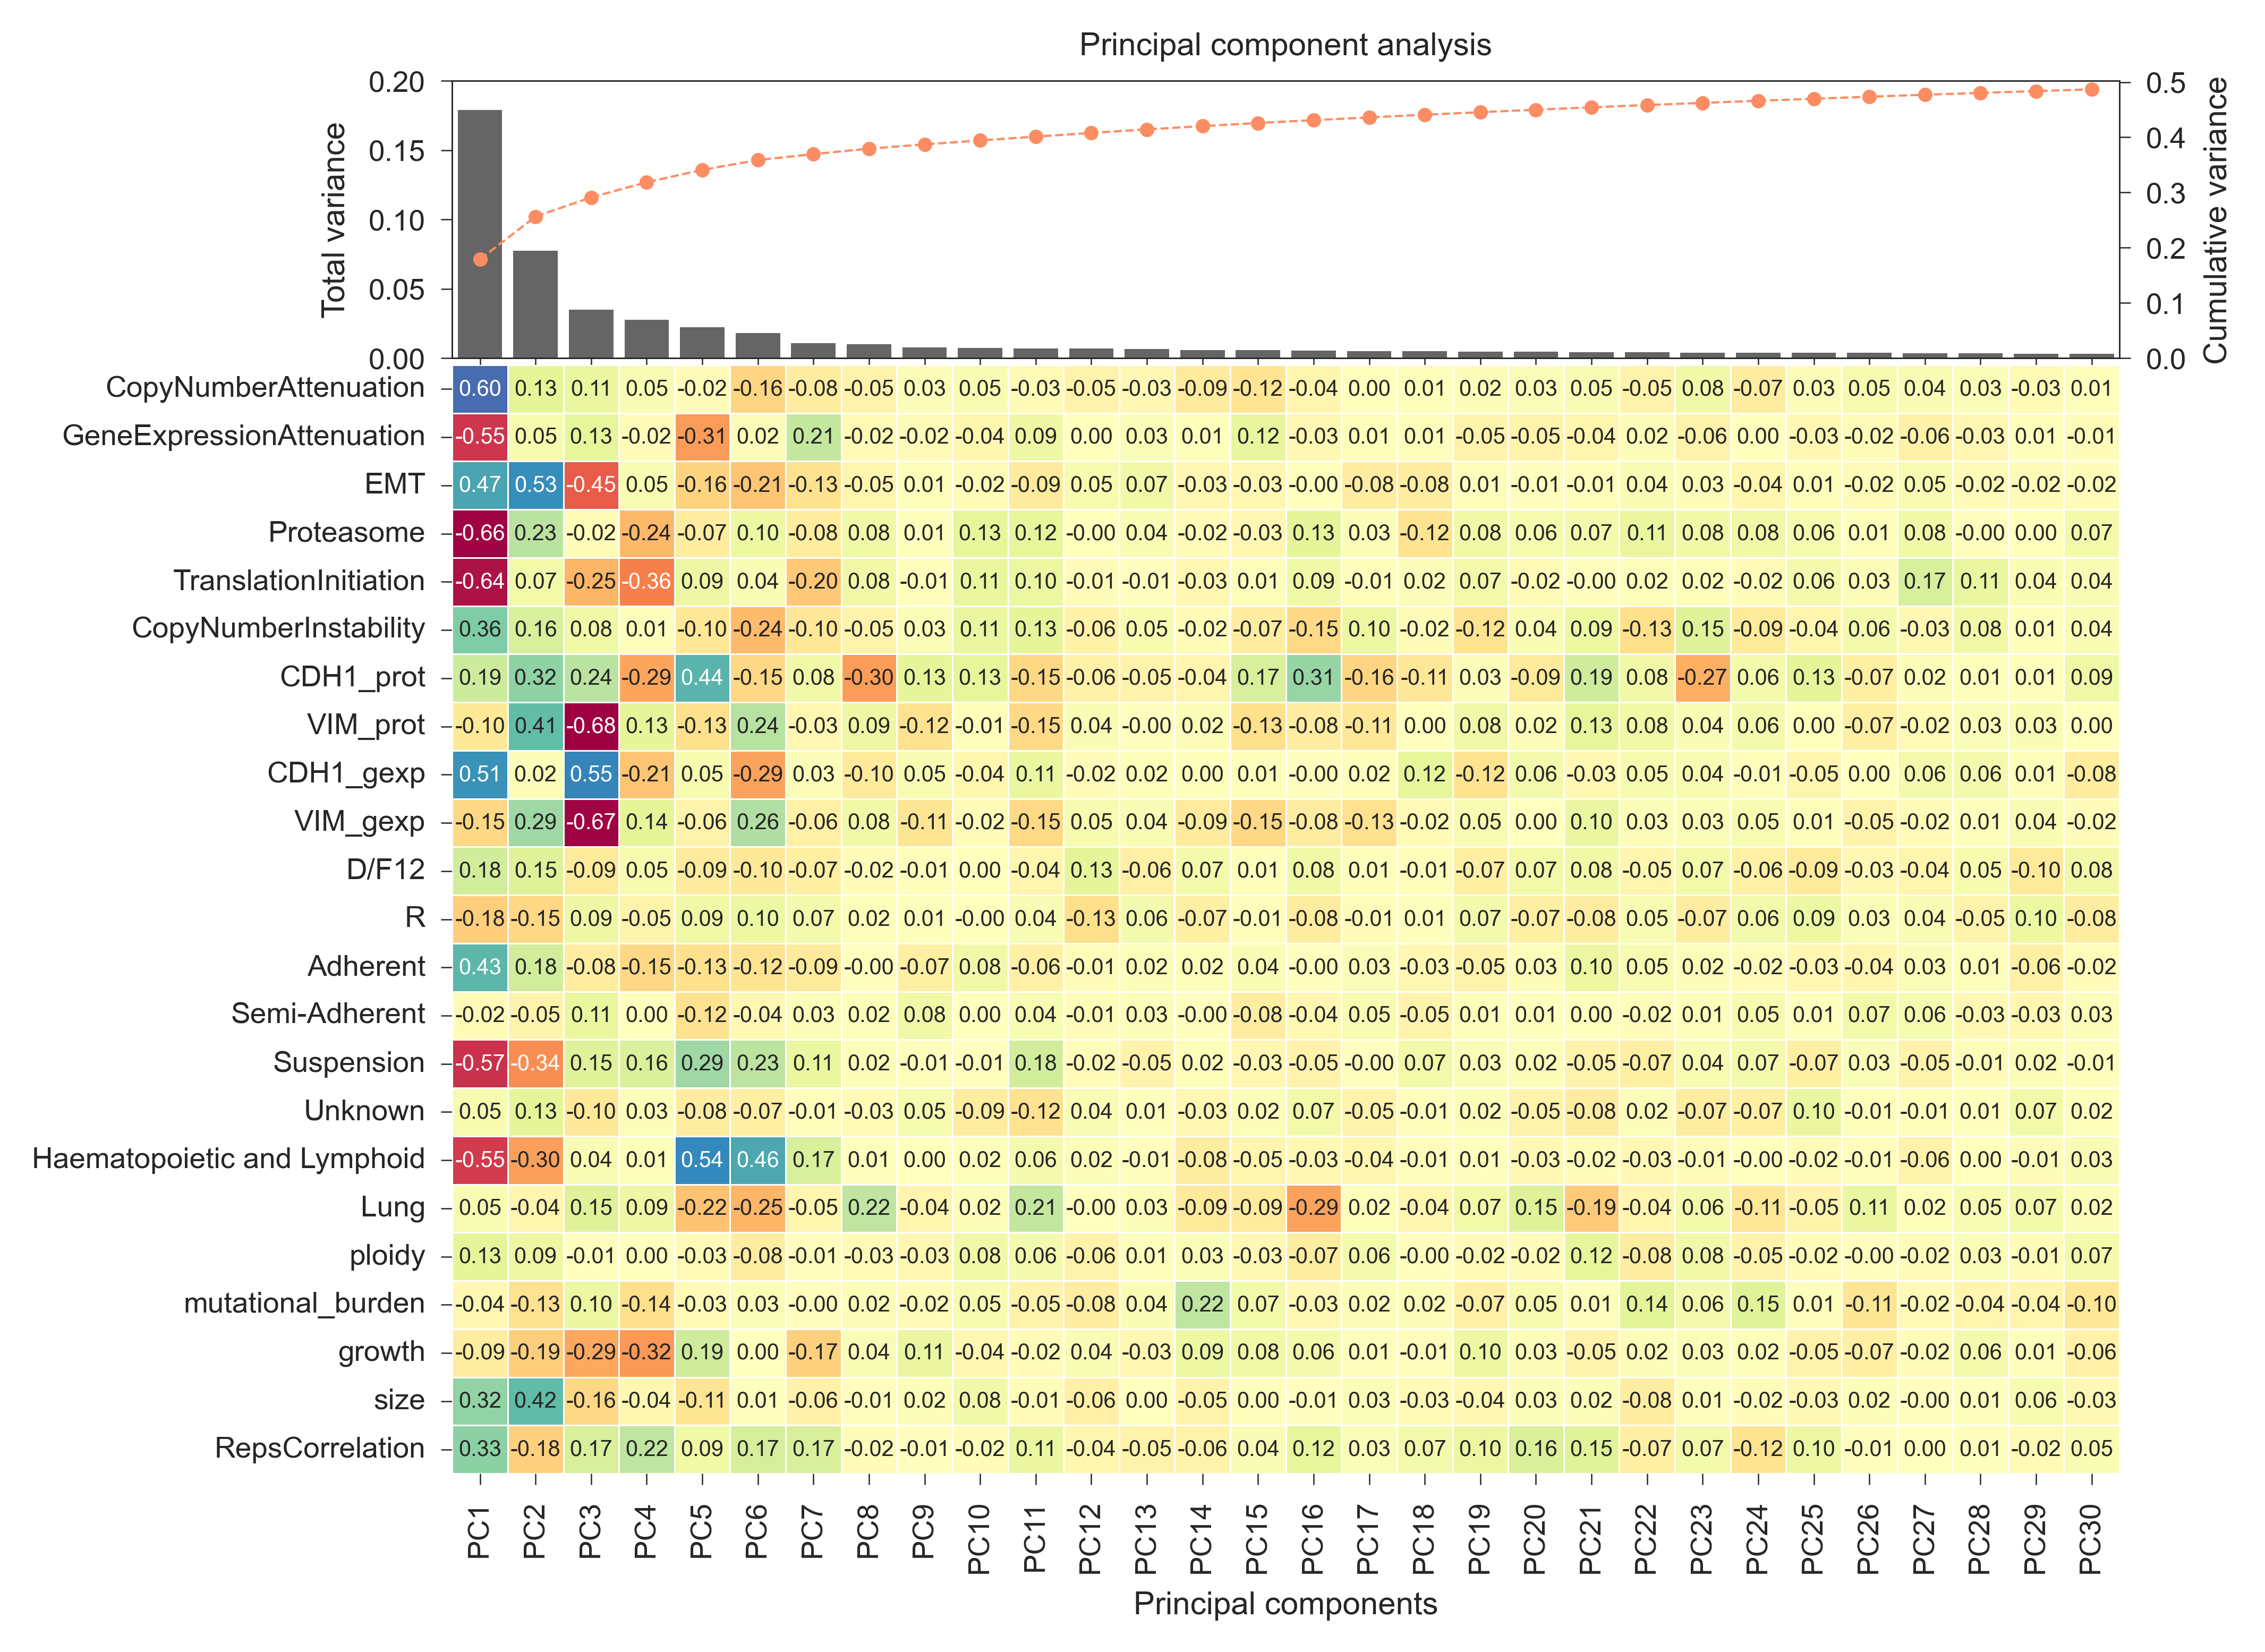 Principal component analysis
0.20
0.15
0.10
0.05
0.00
Total variance
0.5
0.4
0.3
0.2
0.1
0.0
Cumulative variance
CopyNumberAttenuation 0.60 0.13 0.11 0.05 -0.02 -0.16 -0.08 -0.05 0.03 0.05 -0.03 -0.05 -0.03 -0.09 -0.12 -0.04 0.00 0.01 0.02 0.03 0.05 -0.05 0.08 -0.07 0.03 0.05 0.04 0.03 -0.03 0.01
GeneExpressionAttenuation -0.55 0.05 0.13 -0.02 -0.31 0.02 0.21 -0.02 -0.02 -0.04 0.09 0.00 0.03 0.01 0.12 -0.03 0.01 0.01 -0.05 -0.05 -0.04 0.02 -0.06 0.00 -0.03 -0.02 -0.06 -0.03 0.01 -0.01
EMT 0.47 0.53 -0.45 0.05 -0.16 -0.21 -0.13 -0.05 0.01 -0.02 -0.09 0.05 0.07 -0.03 -0.03 -0.00 -0.08 -0.08 0.01 -0.01 -0.01 0.04 0.03 -0.04 0.01 -0.02 0.05 -0.02 -0.02 -0.02
Proteasome -0.66 0.23 -0.02 -0.24 -0.07 0.10 -0.08 0.08 0.01 0.13 0.12 -0.00 0.04 -0.02 -0.03 0.13 0.03 -0.12 0.08 0.06 0.07 0.11 0.08 0.08 0.06 0.01 0.08 -0.00 0.00 0.07
TranslationInitiation -0.64 0.07 -0.25 -0.36 0.09 0.04 -0.20 0.08 -0.01 0.11 0.10 -0.01 -0.01 -0.03 0.01 0.09 -0.01 0.02 0.07 -0.02 -0.00 0.02 0.02 -0.02 0.06 0.03 0.17 0.11 0.04 0.04
CopyNumberInstability 0.36 0.16 0.08 0.01 -0.10 -0.24 -0.10 -0.05 0.03 0.11 0.13 -0.06 0.05 -0.02 -0.07 -0.15 0.10 -0.02 -0.12 0.04 0.09 -0.13 0.15 -0.09 -0.04 0.06 -0.03 0.08 0.01 0.04
CDH1_prot 0.19 0.32 0.24 -0.29 0.44 -0.15 0.08 -0.30 0.13 0.13 -0.15 -0.06 -0.05 -0.04 0.17 0.31 -0.16 -0.11 0.03 -0.09 0.19 0.08 -0.27 0.06 0.13 -0.07 0.02 0.01 0.01 0.09
VIM_prot -0.10 0.41 -0.68 0.13 -0.13 0.24 -0.03 0.09 -0.12 -0.01 -0.15 0.04 -0.00 0.02 -0.13 -0.08 -0.11 0.00 0.08 0.02 0.13 0.08 0.04 0.06 0.00 -0.07 -0.02 0.03 0.03 0.00
CDH1_gexp 0.51 0.02 0.55 -0.21 0.05 -0.29 0.03 -0.10 0.05 -0.04 0.11 -0.02 0.02 0.00 0.01 -0.00 0.02 0.12 -0.12 0.06 -0.03 0.05 0.04 -0.01 -0.05 0.00 0.06 0.06 0.01 -0.08
VIM_gexp -0.15 0.29 -0.67 0.14 -0.06 0.26 -0.06 0.08 -0.11 -0.02 -0.15 0.05 0.04 -0.09 -0.15 -0.08 -0.13 -0.02 0.05 0.00 0.10 0.03 0.03 0.05 0.01 -0.05 -0.02 0.01 0.04 -0.02
D/F12 0.18 0.15 -0.09 0.05 -0.09 -0.10 -0.07 -0.02 -0.01 0.00 -0.04 0.13 -0.06 0.07 0.01 0.08 0.01 -0.01 -0.07 0.07 0.08 -0.05 0.07 -0.06 -0.09 -0.03 -0.04 0.05 -0.10 0.08
R -0.18 -0.15 0.09 -0.05 0.09 0.10 0.07 0.02 0.01 -0.00 0.04 -0.13 0.06 -0.07 -0.01 -0.08 -0.01 0.01 0.07 -0.07 -0.08 0.05 -0.07 0.06 0.09 0.03 0.04 -0.05 0.10 -0.08
Adherent 0.43 0.18 -0.08 -0.15 -0.13 -0.12 -0.09 -0.00 -0.07 0.08 -0.06 -0.01 0.02 0.02 0.04 -0.00 0.03 -0.03 -0.05 0.03 0.10 0.05 0.02 -0.02 -0.03 -0.04 0.03 0.01 -0.06 -0.02
Semi-Adherent -0.02 -0.05 0.11 0.00 -0.12 -0.04 0.03 0.02 0.08 0.00 0.04 -0.01 0.03 -0.00 -0.08 -0.04 0.05 -0.05 0.01 0.01 0.00 -0.02 0.01 0.05 0.01 0.07 0.06 -0.03 -0.03 0.03
Suspension -0.57 -0.34 0.15 0.16 0.29 0.23 0.11 0.02 -0.01 -0.01 0.18 -0.02 -0.05 0.02 -0.03 -0.05 -0.00 0.07 0.03 0.02 -0.05 -0.07 0.04 0.07 -0.07 0.03 -0.05 -0.01 0.02 -0.01
Unknown 0.05 0.13 -0.10 0.03 -0.08 -0.07 -0.01 -0.03 0.05 -0.09 -0.12 0.04 0.01 -0.03 0.02 0.07 -0.05 -0.01 0.02 -0.05 -0.08 0.02 -0.07 -0.07 0.10 -0.01 -0.01 0.01 0.07 0.02
Haematopoietic and Lymphoid -0.55 -0.30 0.04 0.01 0.54 0.46 0.17 0.01 0.00 0.02 0.06 0.02 -0.01 -0.08 -0.05 -0.03 -0.04 -0.01 0.01 -0.03 -0.02 -0.03 -0.01 -0.00 -0.02 -0.01 -0.06 0.00 -0.01 0.03
Lung 0.05 -0.04 0.15 0.09 -0.22 -0.25 -0.05 0.22 -0.04 0.02 0.21 -0.00 0.03 -0.09 -0.09 -0.29 0.02 -0.04 0.07 0.15 -0.19 -0.04 0.06 -0.11 -0.05 0.11 0.02 0.05 0.07 0.02
ploidy 0.13 0.09 -0.01 0.00 -0.03 -0.08 -0.01 -0.03 -0.03 0.08 0.06 -0.06 0.01 0.03 -0.03 -0.07 0.06 -0.00 -0.02 -0.02 0.12 -0.08 0.08 -0.05 -0.02 -0.00 -0.02 0.03 -0.01 0.07
mutational_burden -0.04 -0.13 0.10 -0.14 -0.03 0.03 -0.00 0.02 -0.02 0.05 -0.05 -0.08 0.04 0.22 0.07 -0.03 0.02 0.02 -0.07 0.05 0.01 0.14 0.06 0.15 0.01 -0.11 -0.02 -0.04 -0.04 -0.10
growth -0.09 -0.19 -0.29 -0.32 0.19 0.00 -0.17 0.04 0.11 -0.04 -0.02 0.04 -0.03 0.09 0.08 0.06 0.01 -0.01 0.10 0.03 -0.05 0.02 0.03 0.02 -0.05 -0.07 -0.02 0.06 0.01 -0.06
size 0.32 0.42 -0.16 -0.04 -0.11 0.01 -0.06 -0.01 0.02 0.08 -0.01 -0.06 0.00 -0.05 0.00 -0.01 0.03 -0.03 -0.04 0.03 0.02 -0.08 0.01 -0.02 -0.03 0.02 -0.00 0.01 0.06 -0.03
RepsCorrelation 0.33 -0.18 0.17 0.22 0.09 0.17 0.17 -0.02 -0.01 -0.02 0.11 -0.04 -0.05 -0.06 0.04 0.12 0.03 0.07 0.10 0.16 0.15 -0.07 0.07 -0.12 0.10 -0.01 0.00 0.01 -0.02 0.05
PC1 PC2 PC3 PC4 PC5 PC6 PC7 PC8 PC9 PC10 PC11 PC12 PC13 PC14 PC15 PC16 PC17 PC18 PC19 PC20 PC21 PC22 PC23 PC24 PC25 PC26 PC27 PC28 PC29 PC30
Principal components